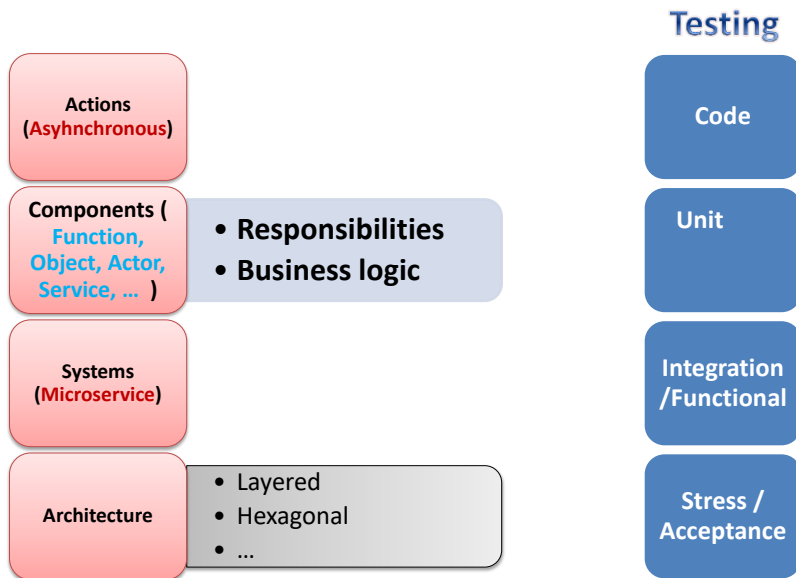 Testing
Actions
(Asyhnchronous)
Code
Components (
Function,
Object, Actor,
Service, … )
• Responsibilities
• Business logic
Unit
Systems
(Microservice)
Integration
/Functional
Architecture
• Layered
• Hexagonal
• …
Stress /
Acceptance